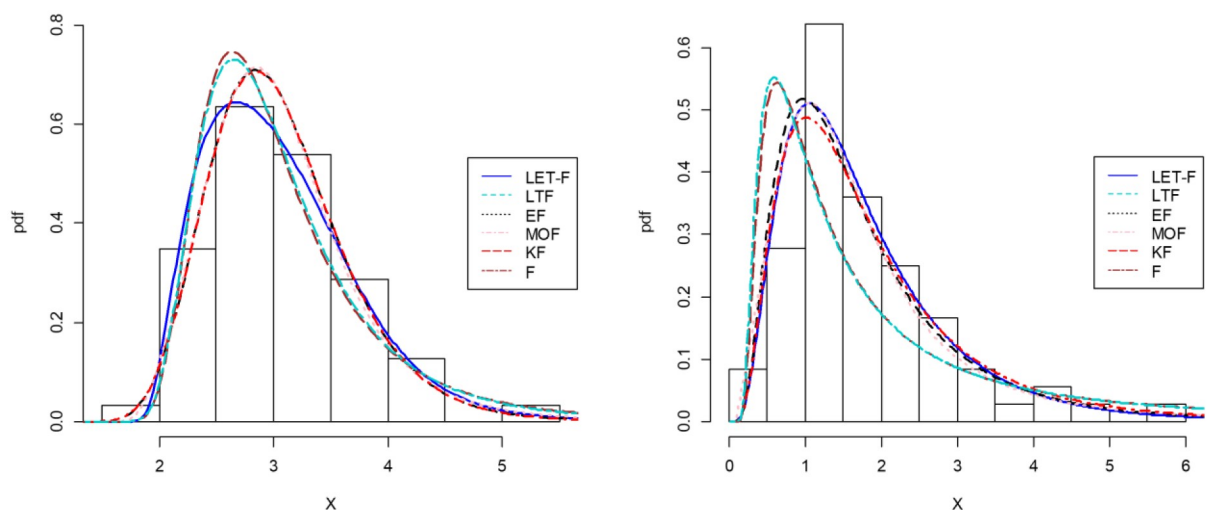 0.8
0.6
0.4
0.2
0.0
pdf
2 3 4 5
X
LET-F
LTF
EF
MOF
KF
F
0.6
0.5
0.4
0.3
0.2
0.1
0.0
pdf
0 1 2 3 4 5 6
X
LET-F
LTF
EF
MOF
KF
F